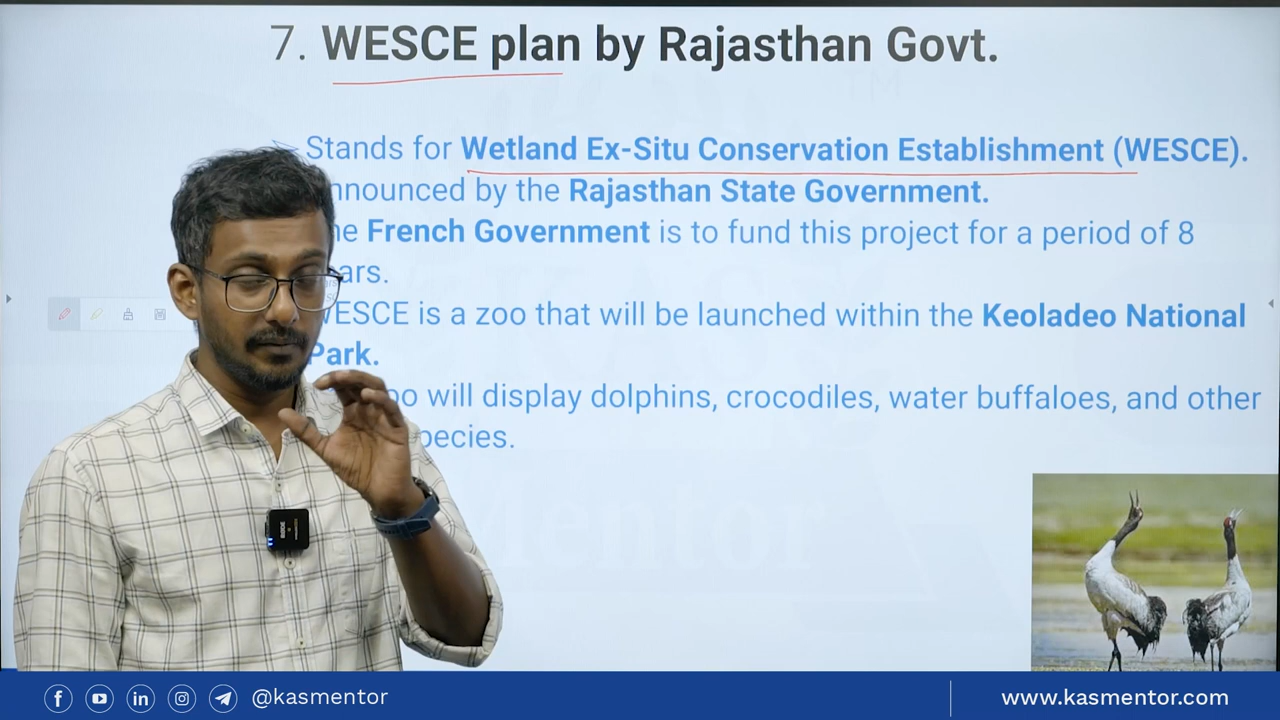 7. WESCE plan by Rajasthan Govt.
Stands for Wetland Ex-Situ Conservation Establishment (WESCE).
nnounced by the Rajasthan State Government.
he French Government is to fund this project for a period of 8
ars.
WESCE is a zoo that will be launched within the Keoladeo National
Park.
oo will display dolphins, crocodiles, water buffaloes, and other
pecies.
Mentor
@kasmentor
www.kasmentor.com